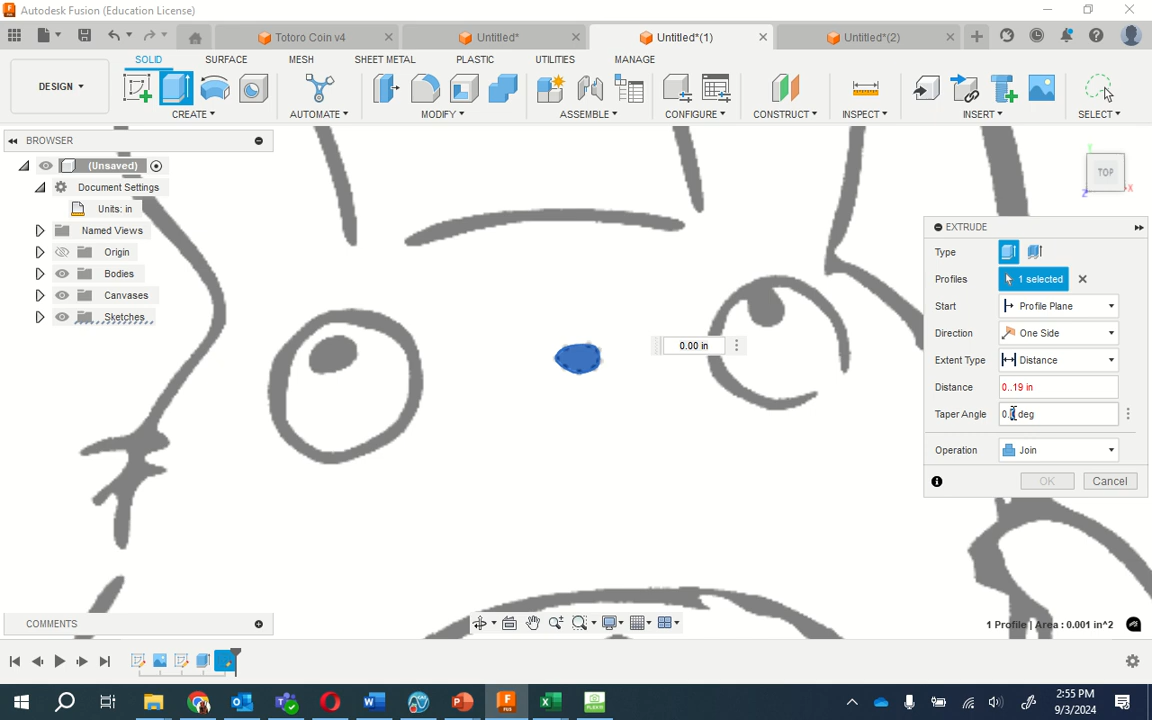 Autodesk Fusion (Education License)
Totoro Coin v4
Untitled*
Untitled*(1)
Untitled*(2)
SOLID SURFACE MESH SHEET METAL PLASTIC UTILITIES MANAGE
DESIGN
CREATE AUTOMATE MODIFY ASSEMBLE CONFIGURE CONSTRUCT INSPECT INSERT SELECT
BROWSER
(Unsaved)
Document Settings
Units: in
Named Views
Origin
Bodies
Canvases
Sketches
TOP
Y
X
Z
EXTRUDE
Type
Profiles 1 selected
Start Profile Plane
Direction One Side
Extent Type Distance
Distance 0..19 in
Operation Join
OK Cancel
0.00 in
COMMENTS
1 Profile | Area : 0.001 in^2
2:55 PM
9/3/2024